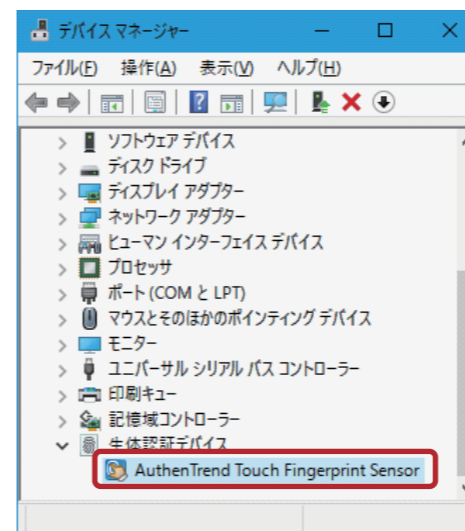 デバイス マネージャー
ファイル(F) 操作(A) 表示(V) ヘルプ(H)
ソフトウェア デバイス
ディスク ドライブ
ディスプレイ アダプター
ネットワーク アダプター
ヒューマン インターフェイス デバイス
プロセッサ
ポート (COM と LPT)
マウスとそのほかのポインティング デバイス
モニター
ユニバーサル シリアル バス コントローラー
印刷キュー
記憶域コントローラー
生体認証デバイス
AuthenTrend Touch Fingerprint Sensor